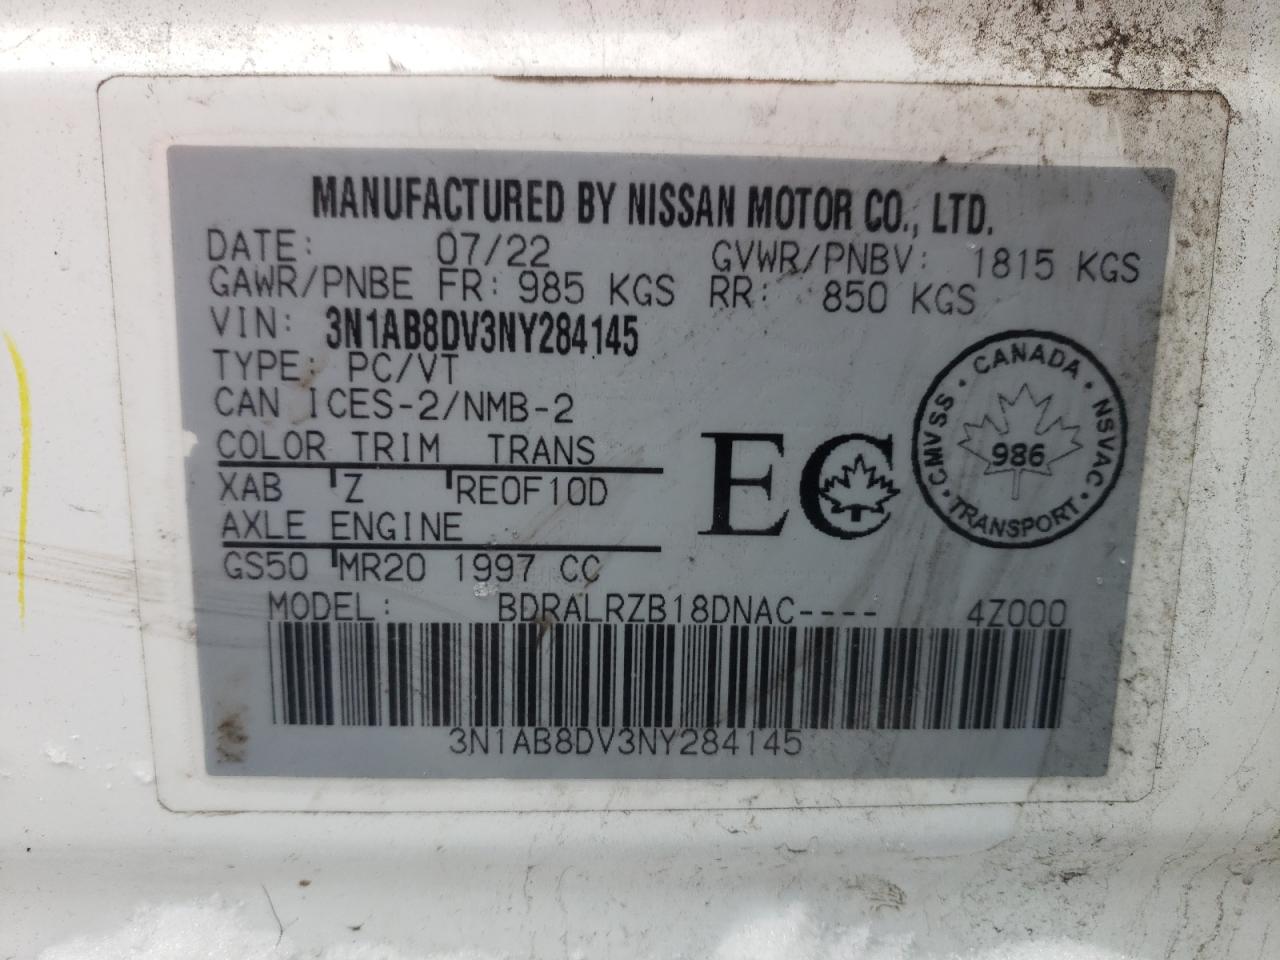 MANUFACTURED BY NISSAN MOTOR CO., LTD.
DATE: 07/22 GVWR/PNBV: 1815 KGS
GAWR/PNBE FR: 985 KGS RR: 850 KGS
VIN: 3N1AB8DV3NY284145
TYPE: PC/VT
CAN ICES-2/NMB-2
COLOR TRIM TRANS
XAB Z RE0F10D
AXLE ENGINE
GS50 MR20 1997 CC
MODEL: BDRALRZB18DNAC---- 4Z000
3N1AB8DV3NY284145
EC
CANADA · NSVAC · TRANSPORT · CMVSS ·
986